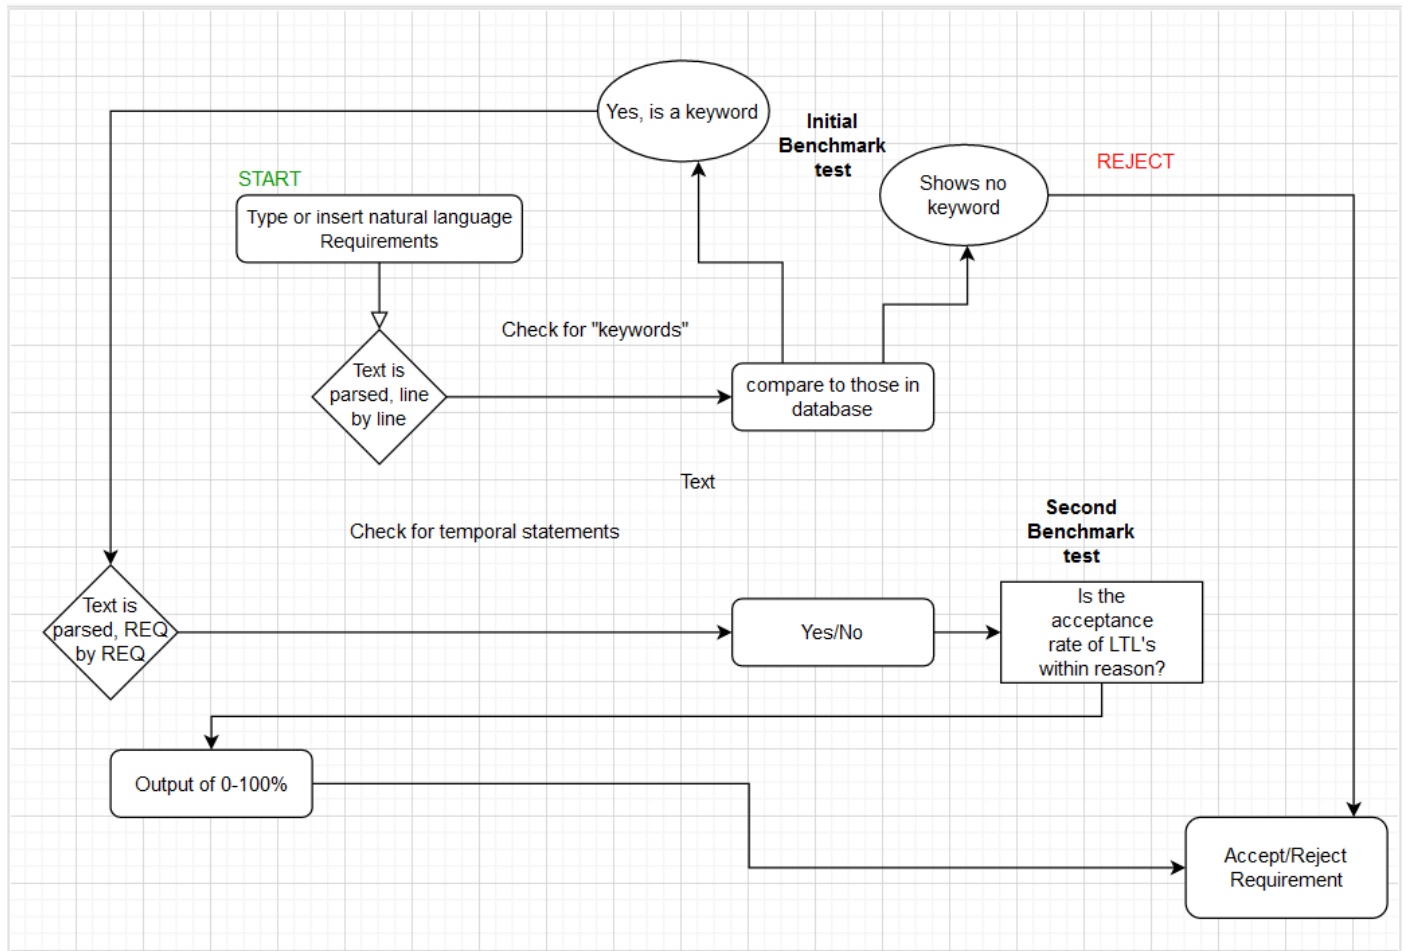 Yes, is a keyword
Initial
Benchmark
test
Shows no
keyword
REJECT
START
Type or insert natural language
Requirements
Check for "keywords"
Text is
parsed, line
by line
compare to those in
database
Text
Check for temporal statements
Second
Benchmark
test
Text is
parsed, REQ
by REQ
Yes/No
Is the
acceptance
rate of LTL's
within reason?
Output of 0-100%
Accept/Reject
Requirement